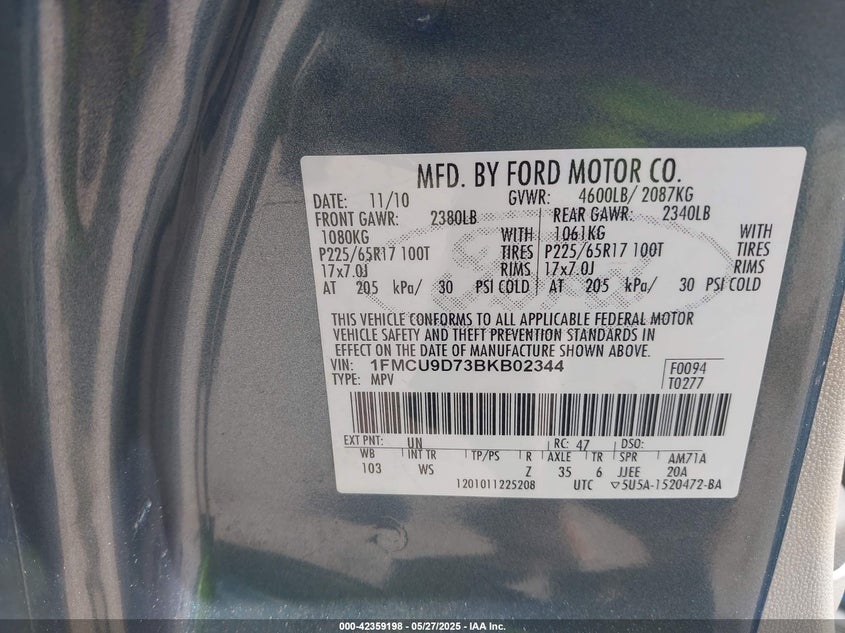 MFD. BY FORD MOTOR CO.
DATE: 11/10 GVWR: 4600LB/ 2087KG
FRONT GAWR: 2380LB REAR GAWR: 2340LB
1080KG WITH 1061KG WITH
P225/65R17 100T TIRES P225/65R17 100T TIRES
17x7.0J RIMS 17x7.0J RIMS
AT 205 kPa/ 30 PSI COLD AT 205 kPa/ 30 PSI COLD
THIS VEHICLE CONFORMS TO ALL APPLICABLE FEDERAL MOTOR
VEHICLE SAFETY AND THEFT PREVENTION STANDARDS IN
EFFECT ON THE DATE OF MANUFACTURE SHOWN ABOVE.
VIN: 1FMCU9D73BKB02344 F0094
TYPE: MPV T0277
EXT PNT: UN RC: 47 DSO:
WB INT TR TP/PS R AXLE TR SPR AM71A
103 WS Z 35 6 JJEE 20A
1201011225208 UTC ▽5U5A-1520472-BA
000-42359198 - 05/27/2025 - IAA Inc.